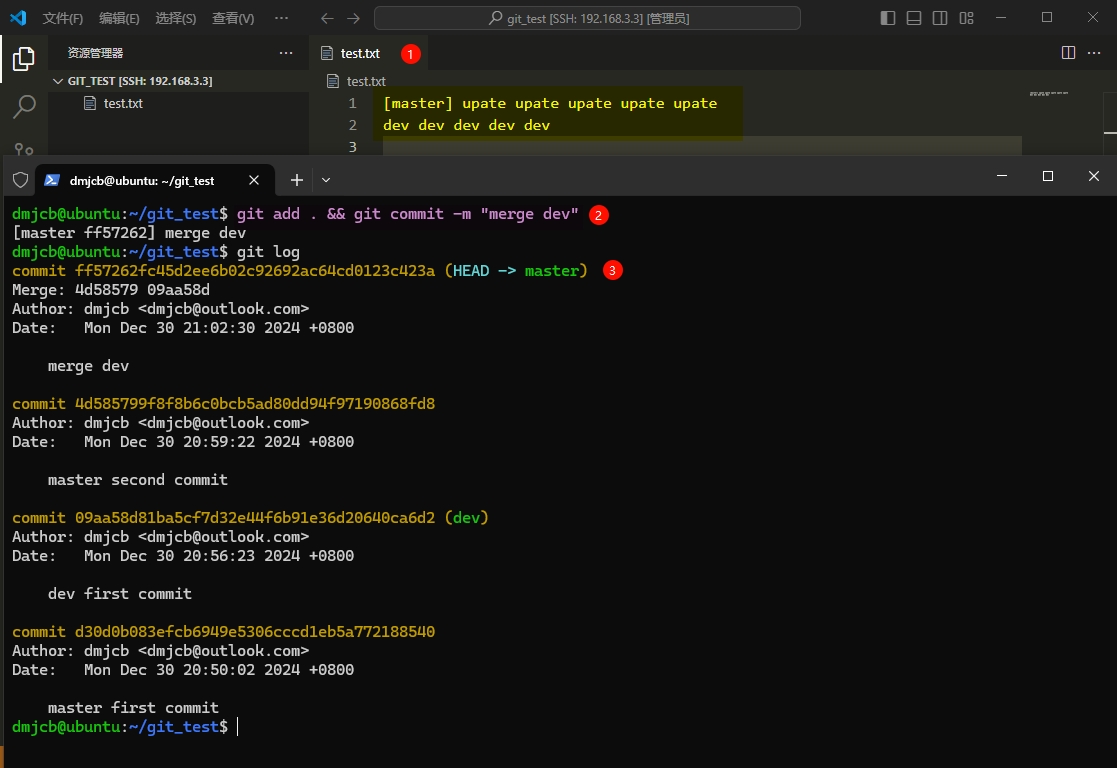 文件(F) 编辑(E) 选择(S) 查看(V) ··· git_test [SSH: 192.168.3.3] [管理员]
资源管理器 ··· test.txt 1 ···
GIT_TEST [SSH: 192.168.3.3] test.txt
test.txt
1 [master] upate upate upate upate upate
2 dev dev dev dev dev
3
dmjcb@ubuntu: ~/git_test
dmjcb@ubuntu:~/git_test$ git add . && git commit -m "merge dev" 2
[master ff57262] merge dev
dmjcb@ubuntu:~/git_test$ git log
commit ff57262fc45d2ee6b02c92692ac64cd0123c423a (HEAD -> master) 3
Merge: 4d58579 09aa58d
Author: dmjcb <dmjcb@outlook.com>
Date:   Mon Dec 30 21:02:30 2024 +0800
    merge dev
commit 4d585799f8f8b6c0bcb5ad80dd94f97190868fd8
Author: dmjcb <dmjcb@outlook.com>
Date:   Mon Dec 30 20:59:22 2024 +0800
    master second commit
commit 09aa58d81ba5cf7d32e44f6b91e36d20640ca6d2 (dev)
Author: dmjcb <dmjcb@outlook.com>
Date:   Mon Dec 30 20:56:23 2024 +0800
    dev first commit
commit d30d0b083efcb6949e5306cccd1eb5a772188540
Author: dmjcb <dmjcb@outlook.com>
Date:   Mon Dec 30 20:50:02 2024 +0800
    master first commit
dmjcb@ubuntu:~/git_test$